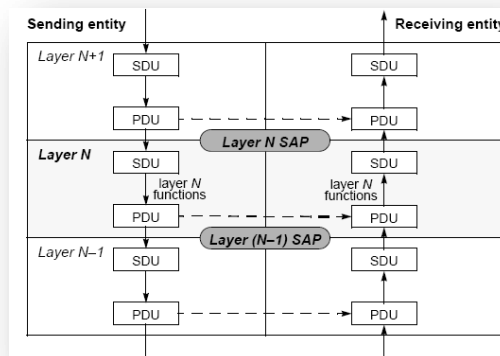 Sending entity Receiving entity
Layer N+1
SDU SDU
PDU PDU
Layer N SAP
Layer N
SDU SDU
layer N layer N
functions functions
PDU PDU
Layer (N–1) SAP
Layer N–1
SDU SDU
PDU PDU